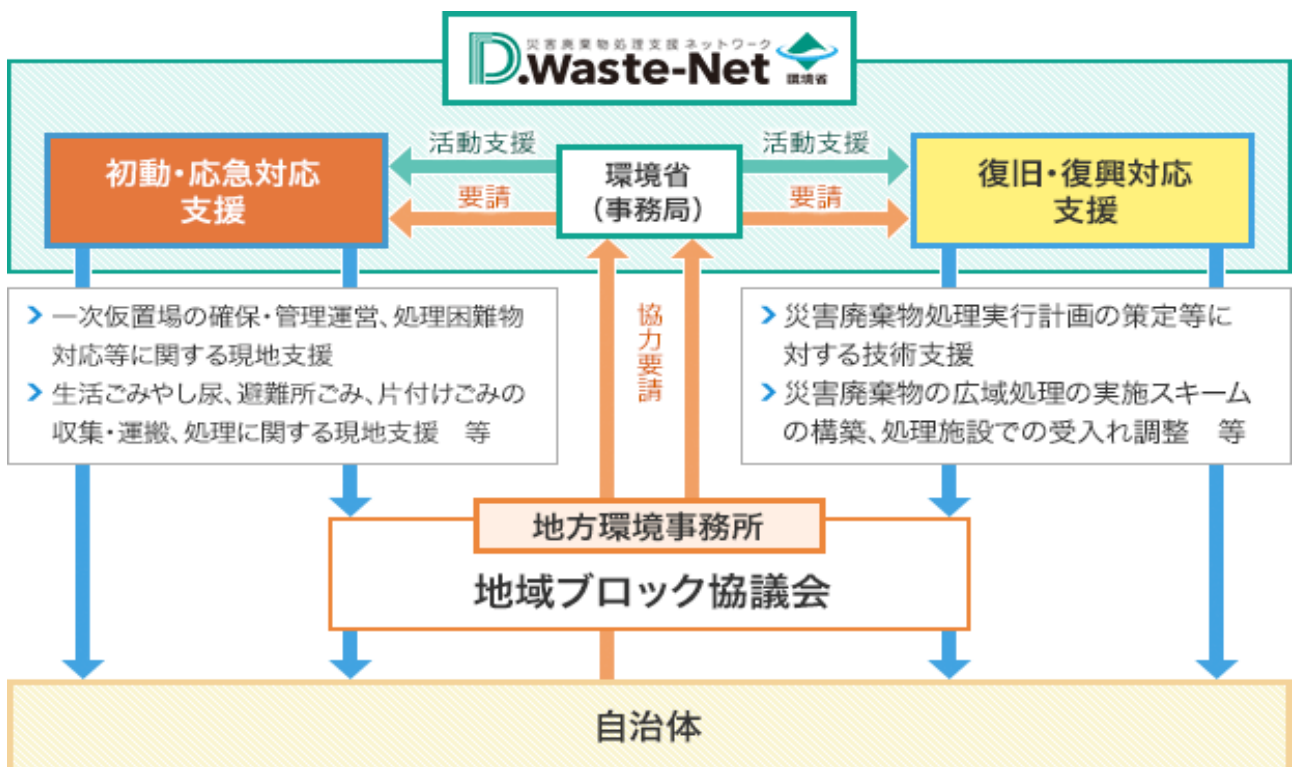 災害廃棄物処理支援ネットワーク
D.Waste-Net
環境省
初動・応急対応
支援
活動支援
要請
環境省
(事務局)
活動支援
要請
復旧・復興対応
支援
一次仮置場の確保・管理運営、処理困難物
対応等に関する現地支援
生活ごみやし尿、避難所ごみ、片付けごみの
収集・運搬、処理に関する現地支援　等
協力要請
災害廃棄物処理実行計画の策定等に
対する技術支援
災害廃棄物の広域処理の実施スキーム
の構築、処理施設での受入れ調整　等
地方環境事務所
地域ブロック協議会
自治体